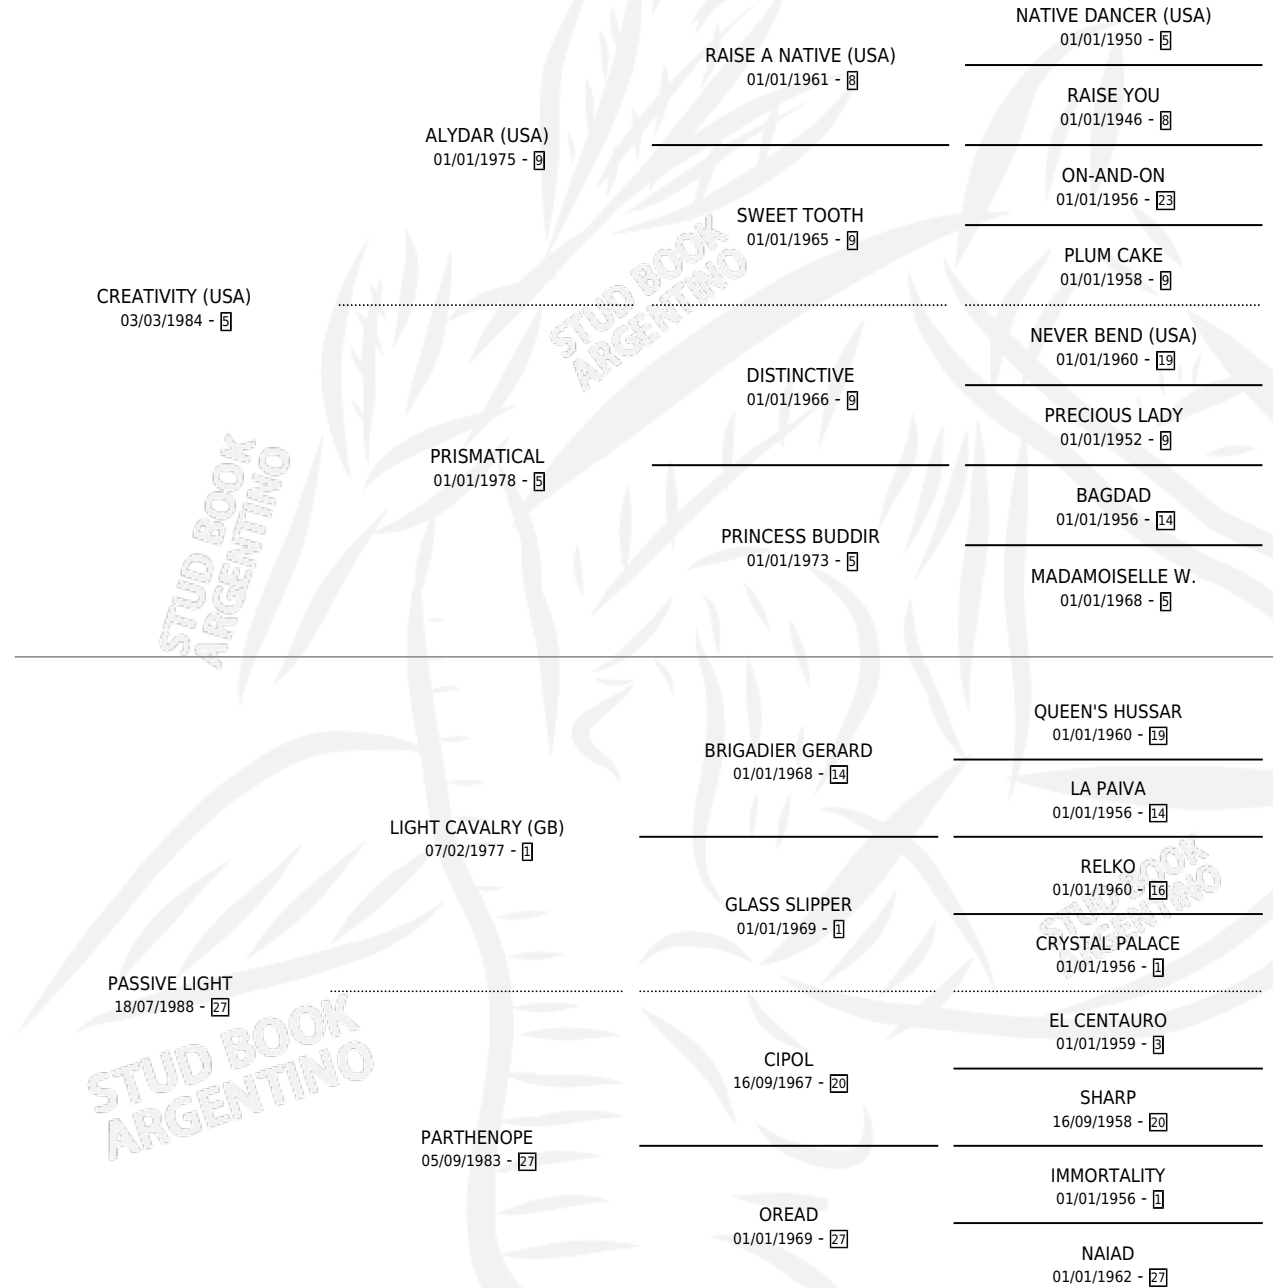 NATIVE DANCER (USA)
01/01/1950 - 5
RAISE A NATIVE (USA)
01/01/1961 - 8
RAISE YOU
01/01/1946 - 8
ALYDAR (USA)
01/01/1975 - 9
ON-AND-ON
01/01/1956 - 23
SWEET TOOTH
01/01/1965 - 9
PLUM CAKE
01/01/1958 - 9
CREATIVITY (USA)
03/03/1984 - 5
NEVER BEND (USA)
01/01/1960 - 19
DISTINCTIVE
01/01/1966 - 9
PRECIOUS LADY
01/01/1952 - 9
PRISMATICAL
01/01/1978 - 5
BAGDAD
01/01/1956 - 14
PRINCESS BUDDIR
01/01/1973 - 5
MADAMOISELLE W.
01/01/1968 - 5
STUD BOOK
ARGENTINO
STUD BOOK
ARGENTINO
QUEEN'S HUSSAR
01/01/1960 - 19
BRIGADIER GERARD
01/01/1968 - 14
LA PAIVA
01/01/1956 - 14
LIGHT CAVALRY (GB)
07/02/1977 - 1
RELKO
01/01/1960 - 16
GLASS SLIPPER
01/01/1969 - 1
CRYSTAL PALACE
01/01/1956 - 1
PASSIVE LIGHT
18/07/1988 - 27
EL CENTAURO
01/01/1959 - 3
CIPOL
16/09/1967 - 20
SHARP
16/09/1958 - 20
PARTHENOPE
05/09/1983 - 27
IMMORTALITY
01/01/1956 - 1
OREAD
01/01/1969 - 27
NAIAD
01/01/1962 - 27
STUD BOOK
ARGENTINO
STUD BOOK
ARGENTINO